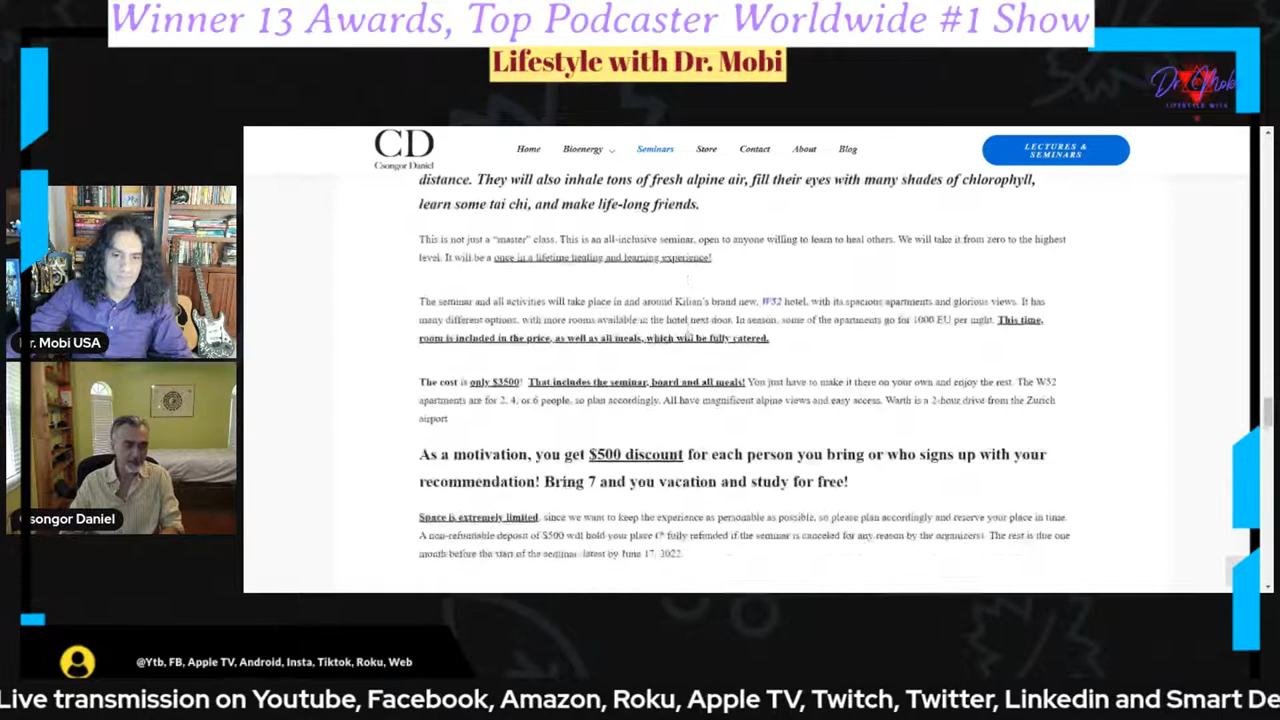 Winner 13 Awards, Top Podcaster Worldwide #1 Show
Lifestyle with Dr. Mobi
Dr. Mobi
LIFESTYLE WITH
CD
Csongor Daniel
Home Bioenergy Seminars Store Contact About Blog
LECTURES &
SEMINARS
distance. They will also inhale tons of fresh alpine air, fill their eyes with many shades of chlorophyll,
learn some tai chi, and make life-long friends.
This is not just a “master” class. This is an all-inclusive seminar, open to anyone willing to learn to heal others. We will take it from zero to the highest
level. It will be a once in a lifetime healing and learning experience!
The seminar and all activities will take place in and around Kilian’s brand new, W52 hotel, with its spacious apartments and glorious views. It has
many different options, with more rooms available in the hotel next door. In season, some of the apartments go for 1000 EU per night. This time,
room is included in the price, as well as all meals, which will be fully catered.
The cost is only $3500! That includes the seminar, board and all meals! You just have to make it there on your own and enjoy the rest. The W52
apartments are for 2, 4, or 6 people, so plan accordingly. All have magnificent alpine views and easy access. Warth is a 2-hour drive from the Zurich
airport
As a motivation, you get $500 discount for each person you bring or who signs up with your
recommendation! Bring 7 and you vacation and study for free!
Space is extremely limited, since we want to keep the experience as personable as possible, so please plan accordingly and reserve your place in time.
A non-refundable deposit of $500 will hold your place fully refunded if the seminar is canceled for any reason by the organizers. The rest is due one
month before the start of the seminar latest by June 17, 2022.
Dr. Mobi USA
Csongor Daniel
@Ytb, FB, Apple TV, Android, Insta, Tiktok, Roku, Web
Live transmission on Youtube, Facebook, Amazon, Roku, Apple TV, Twitch, Twitter, Linkedin and Smart De